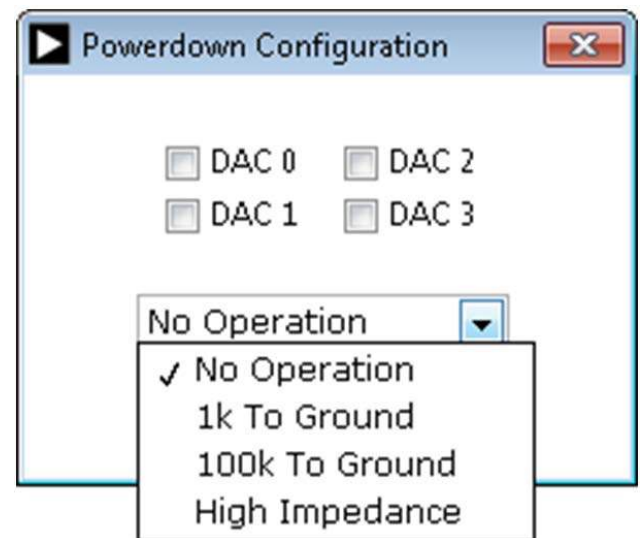 Powerdown Configuration
DAC 0 DAC 2
DAC 1 DAC 3
No Operation
✓ No Operation
1k To Ground
100k To Ground
High Impedance